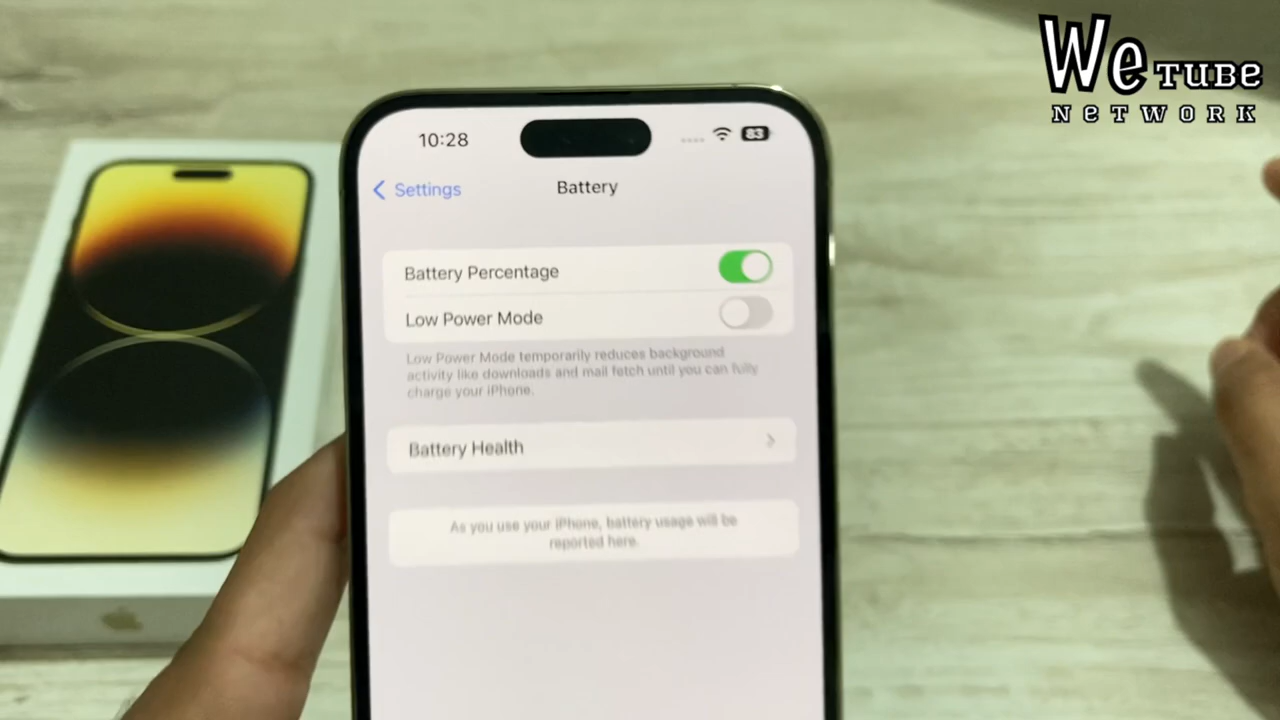 We TUBE
NETWORK
10:28
83
Settings
Battery
Battery Percentage
Low Power Mode
Low Power Mode temporarily reduces background
activity like downloads and mail fetch until you can fully
charge your iPhone.
Battery Health
As you use your iPhone, battery usage will be
reported here.